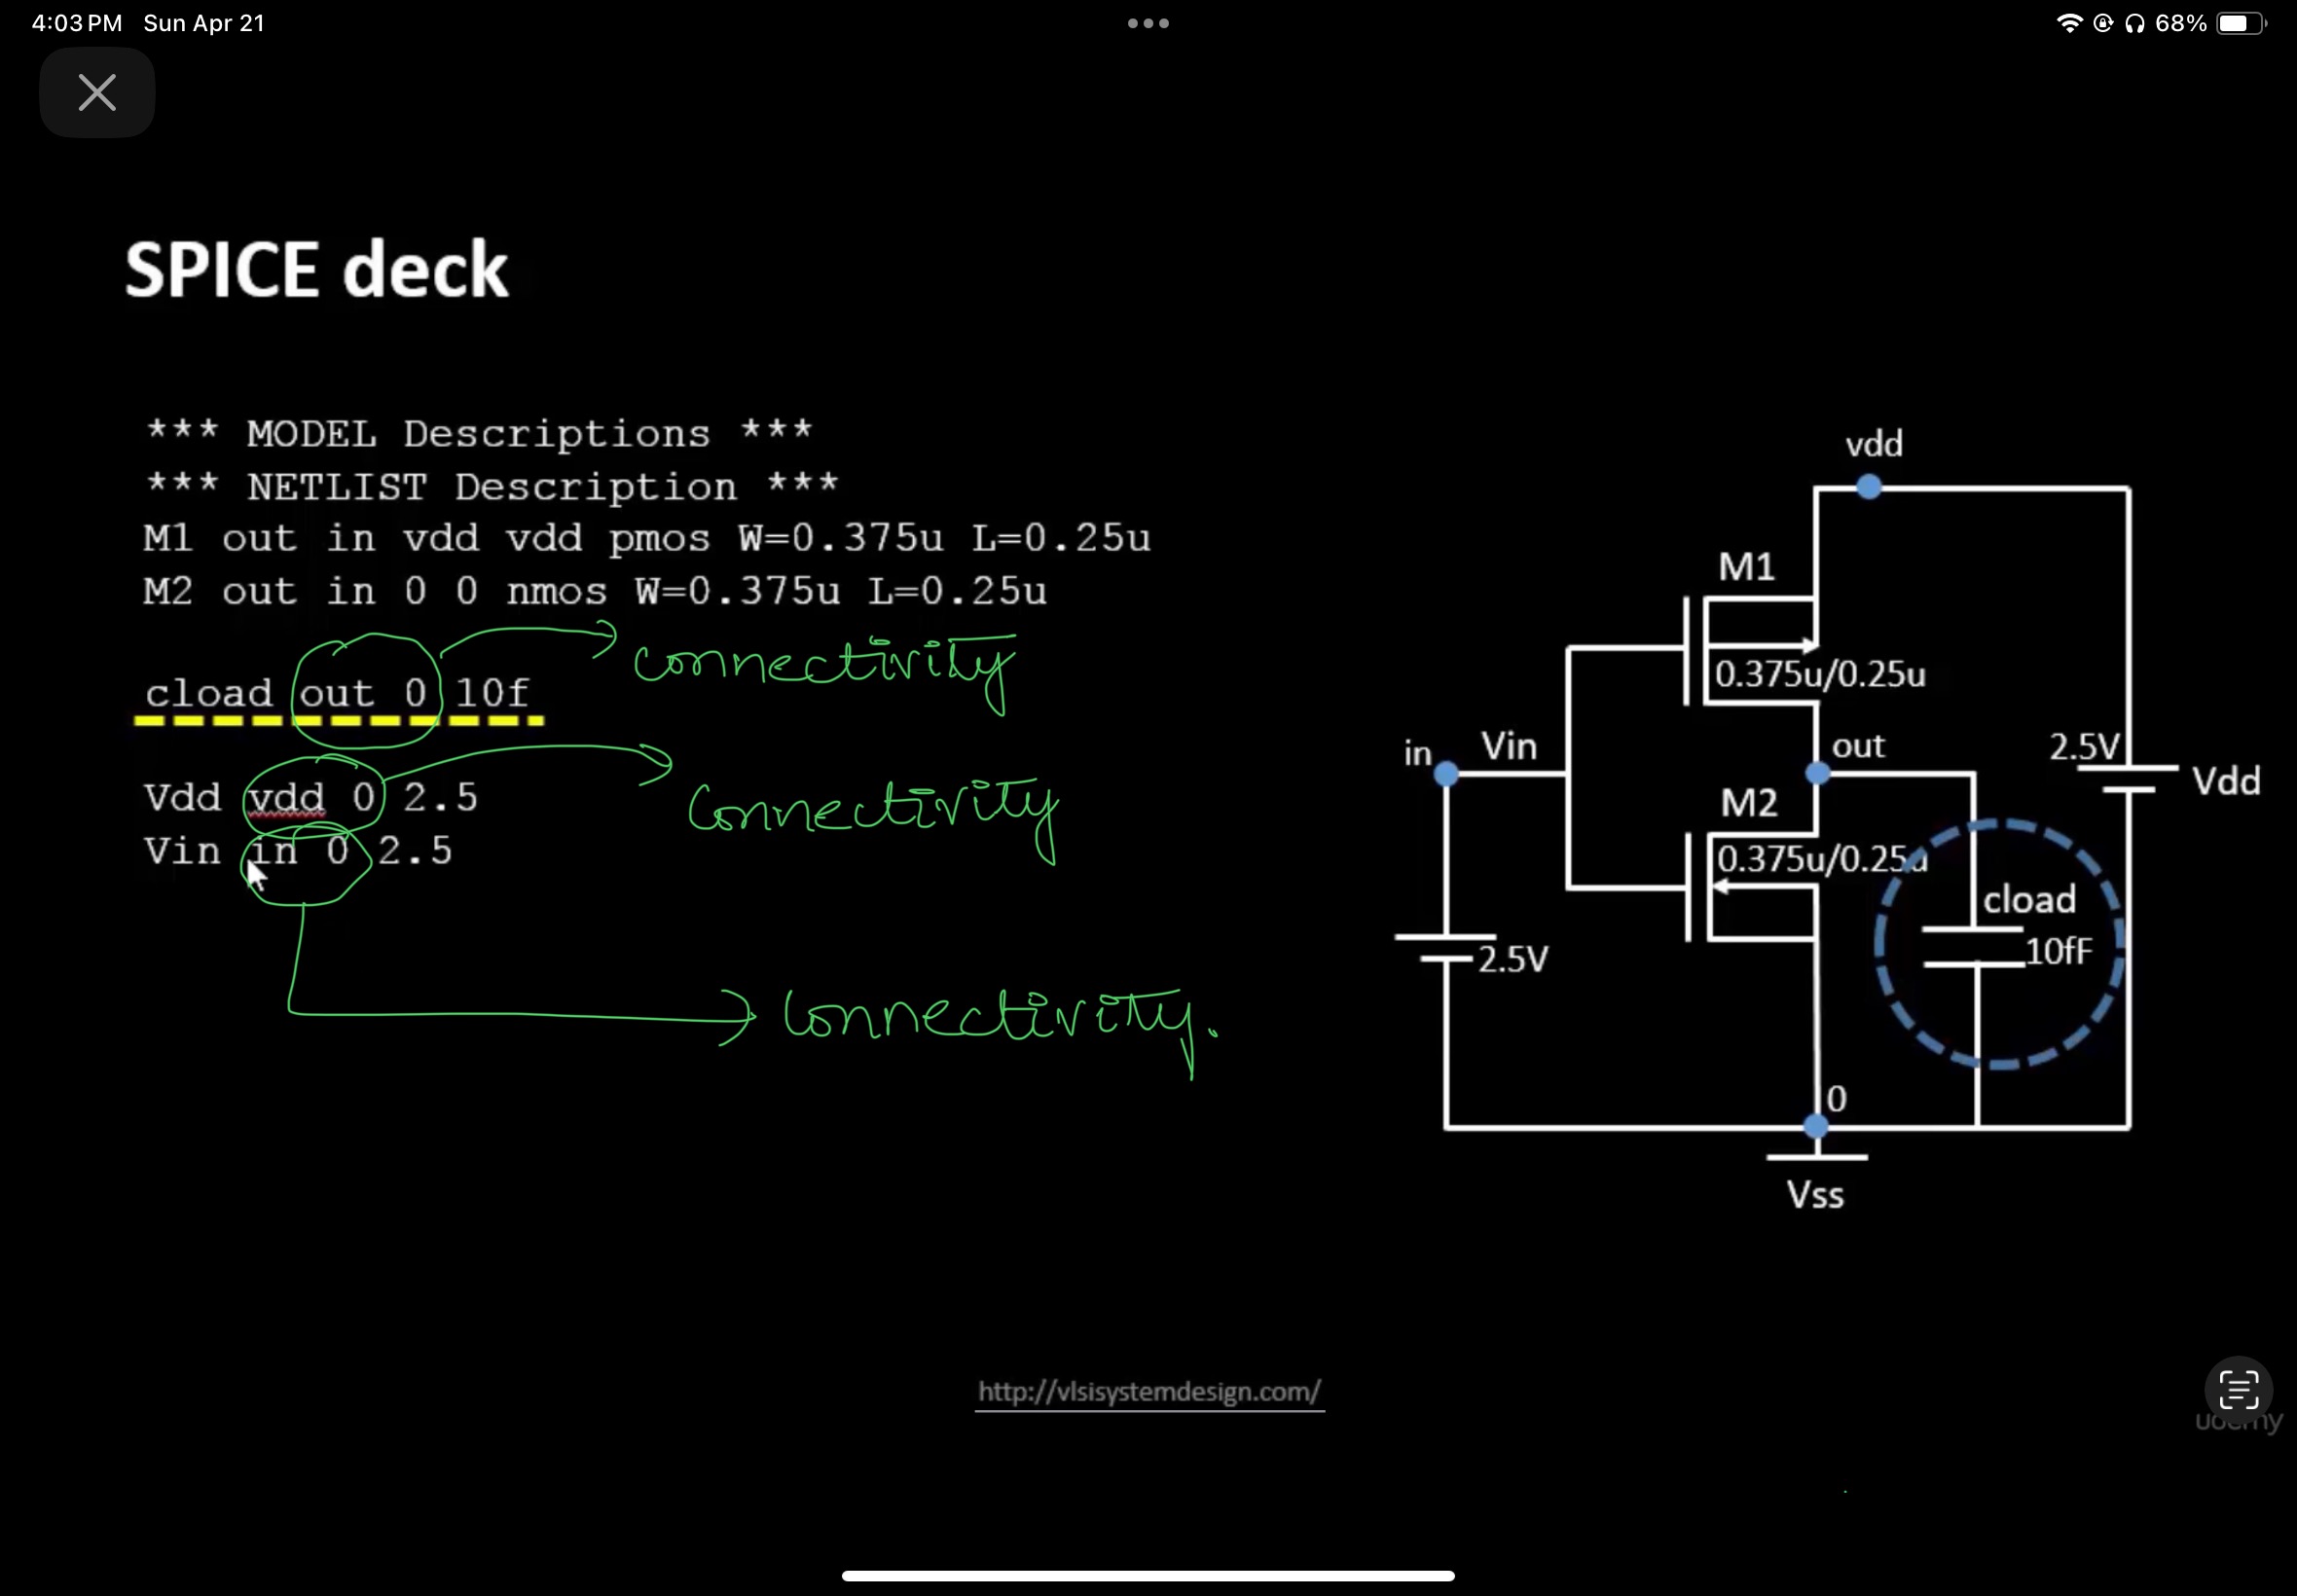 4:03 PM Sun Apr 21
68%
SPICE deck
*** MODEL Descriptions ***
*** NETLIST Description ***
M1 out in vdd vdd pmos W=0.375u L=0.25u
M2 out in 0 0 nmos W=0.375u L=0.25u
connectivity
cload out 0 10f
Vdd vdd 0 2.5
Connectivity
Vin in 0 2.5
Connectivity.
vdd
M1
0.375u/0.25u
in Vin
out
2.5V
Vdd
M2
0.375u/0.25u
cload
10fF
2.5V
0
Vss
http://vlsisystemdesign.com/
udemy